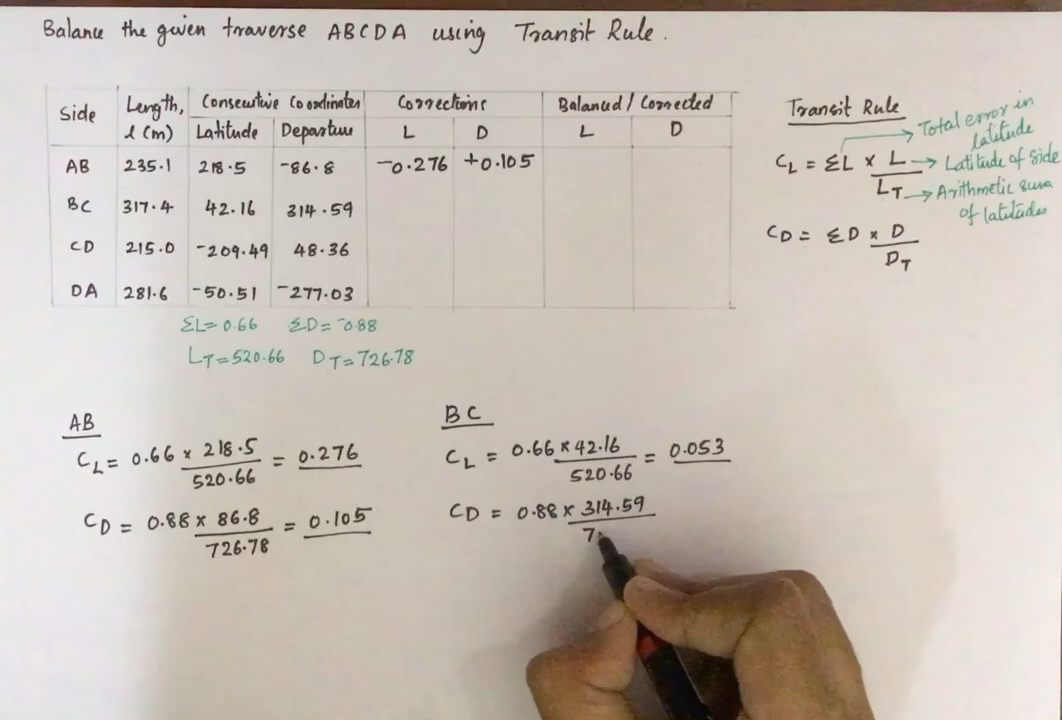 Balance the given traverse ABCDA using Transit Rule.
Side Length, l (m) Consecutive Coordinates Corrections Balanced / Corrected
Latitude Departure L D L D
AB 235.1 218.5 -86.8 -0.276 +0.105
BC 317.4 42.16 314.59
CD 215.0 -209.49 48.36
DA 281.6 -50.51 -277.03
ΣL = 0.66 ΣD = -0.88
LT = 520.66 DT = 726.78
Transit Rule
Total error in latitude
CL = ΣL × L / LT
Latitude of side
Arithmetic sum of latitudes
CD = ΣD × D / DT
AB
CL = 0.66 × 218.5 / 520.66 = 0.276
CD = 0.88 × 86.8 / 726.78 = 0.105
BC
CL = 0.66 × 42.16 / 520.66 = 0.053
CD = 0.88 × 314.59 / 7